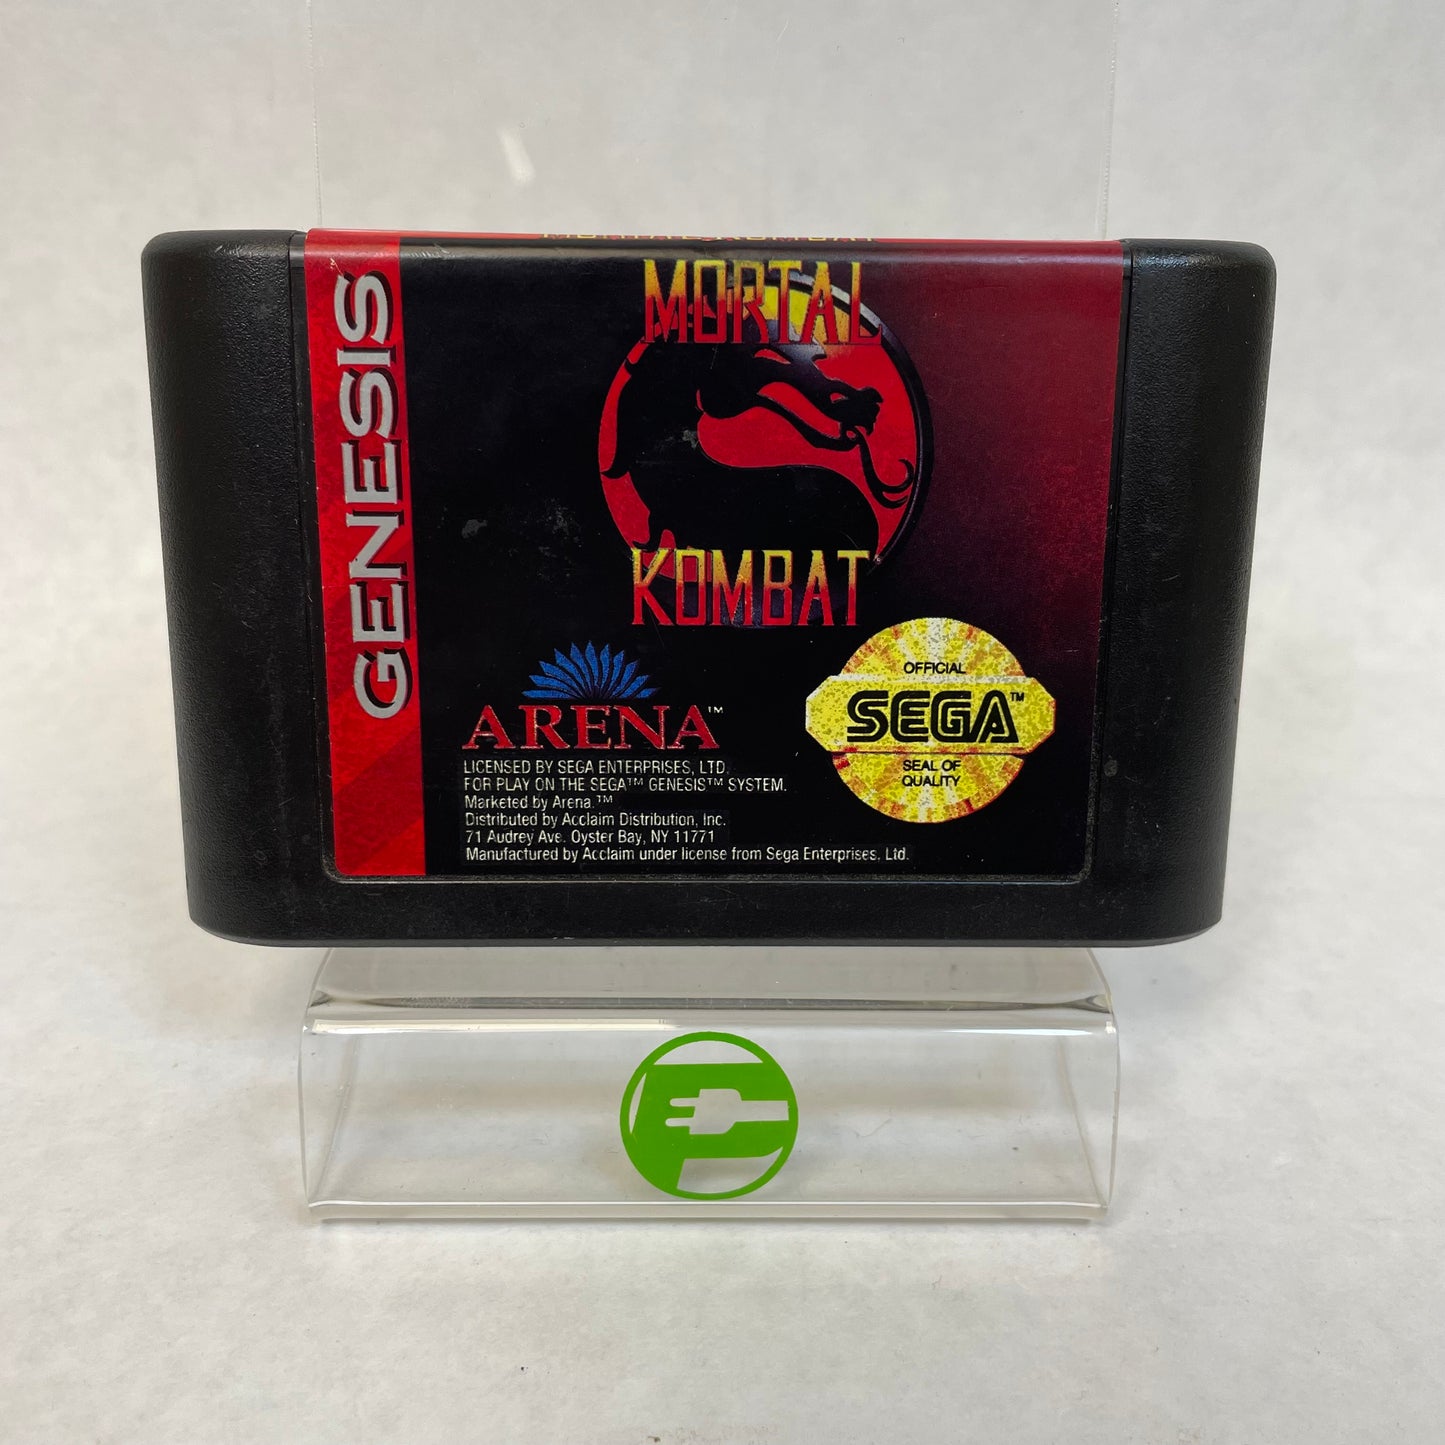 MORTAL KOMBAT
GENESIS
MORTAL
KOMBAT
ARENA™
LICENSED BY SEGA ENTERPRISES, LTD.
FOR PLAY ON THE SEGA™ GENESIS™ SYSTEM.
Marketed by Arena.™
Distributed by Acclaim Distribution, Inc.
71 Audrey Ave. Oyster Bay, NY 11771
Manufactured by Acclaim under license from Sega Enterprises, Ltd.
OFFICIAL
SEGA™
SEAL OF
QUALITY